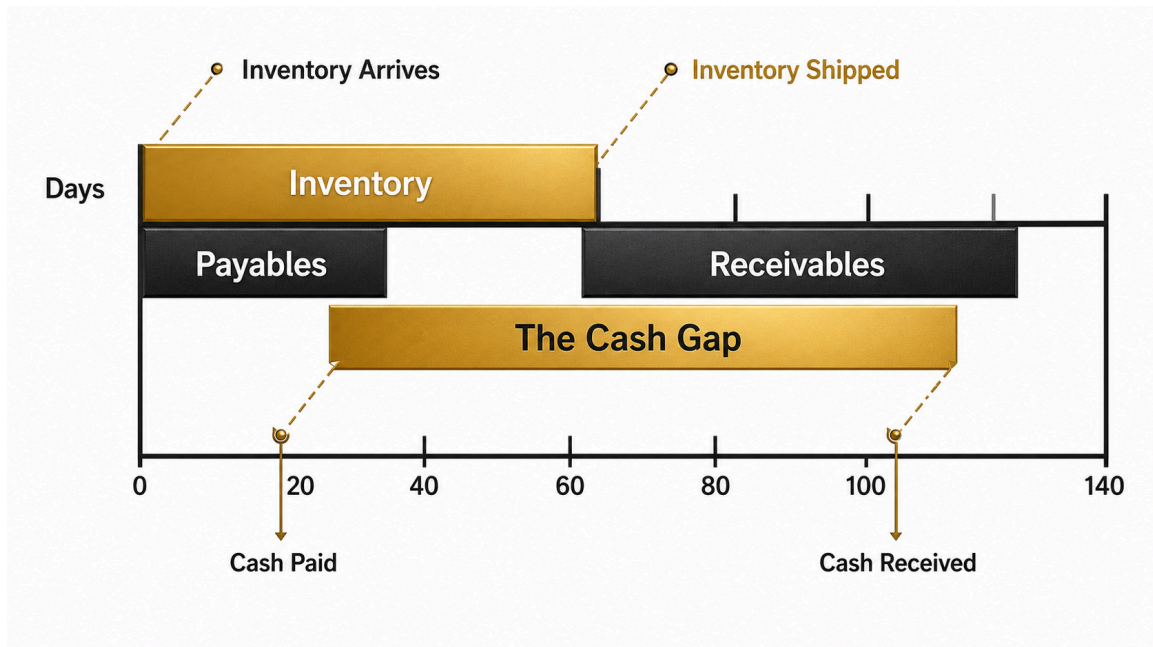 Inventory Arrives
Inventory Shipped
Days
Inventory
Payables
Receivables
The Cash Gap
0 20 40 60 80 100 140
Cash Paid
Cash Received